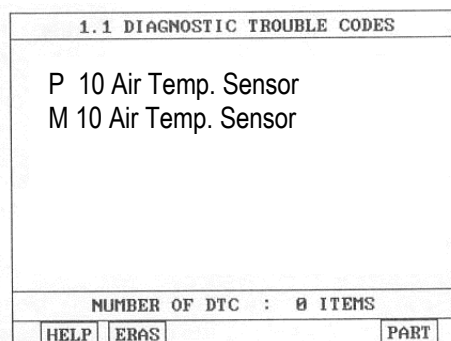 1.1 DIAGNOSTIC TROUBLE CODES
P 10 Air Temp. Sensor
M 10 Air Temp. Sensor
NUMBER OF DTC : 0 ITEMS
HELP ERAS PART